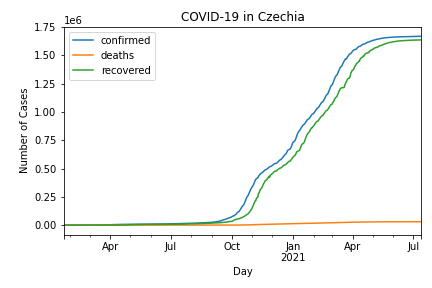 COVID-19 in Czechia
1e6
confirmed
deaths
recovered
1.75
1.50
1.25
1.00
0.75
0.50
0.25
0.00
Number of Cases
Apr
Jul
Oct
Jan
2021
Apr
Jul
Day